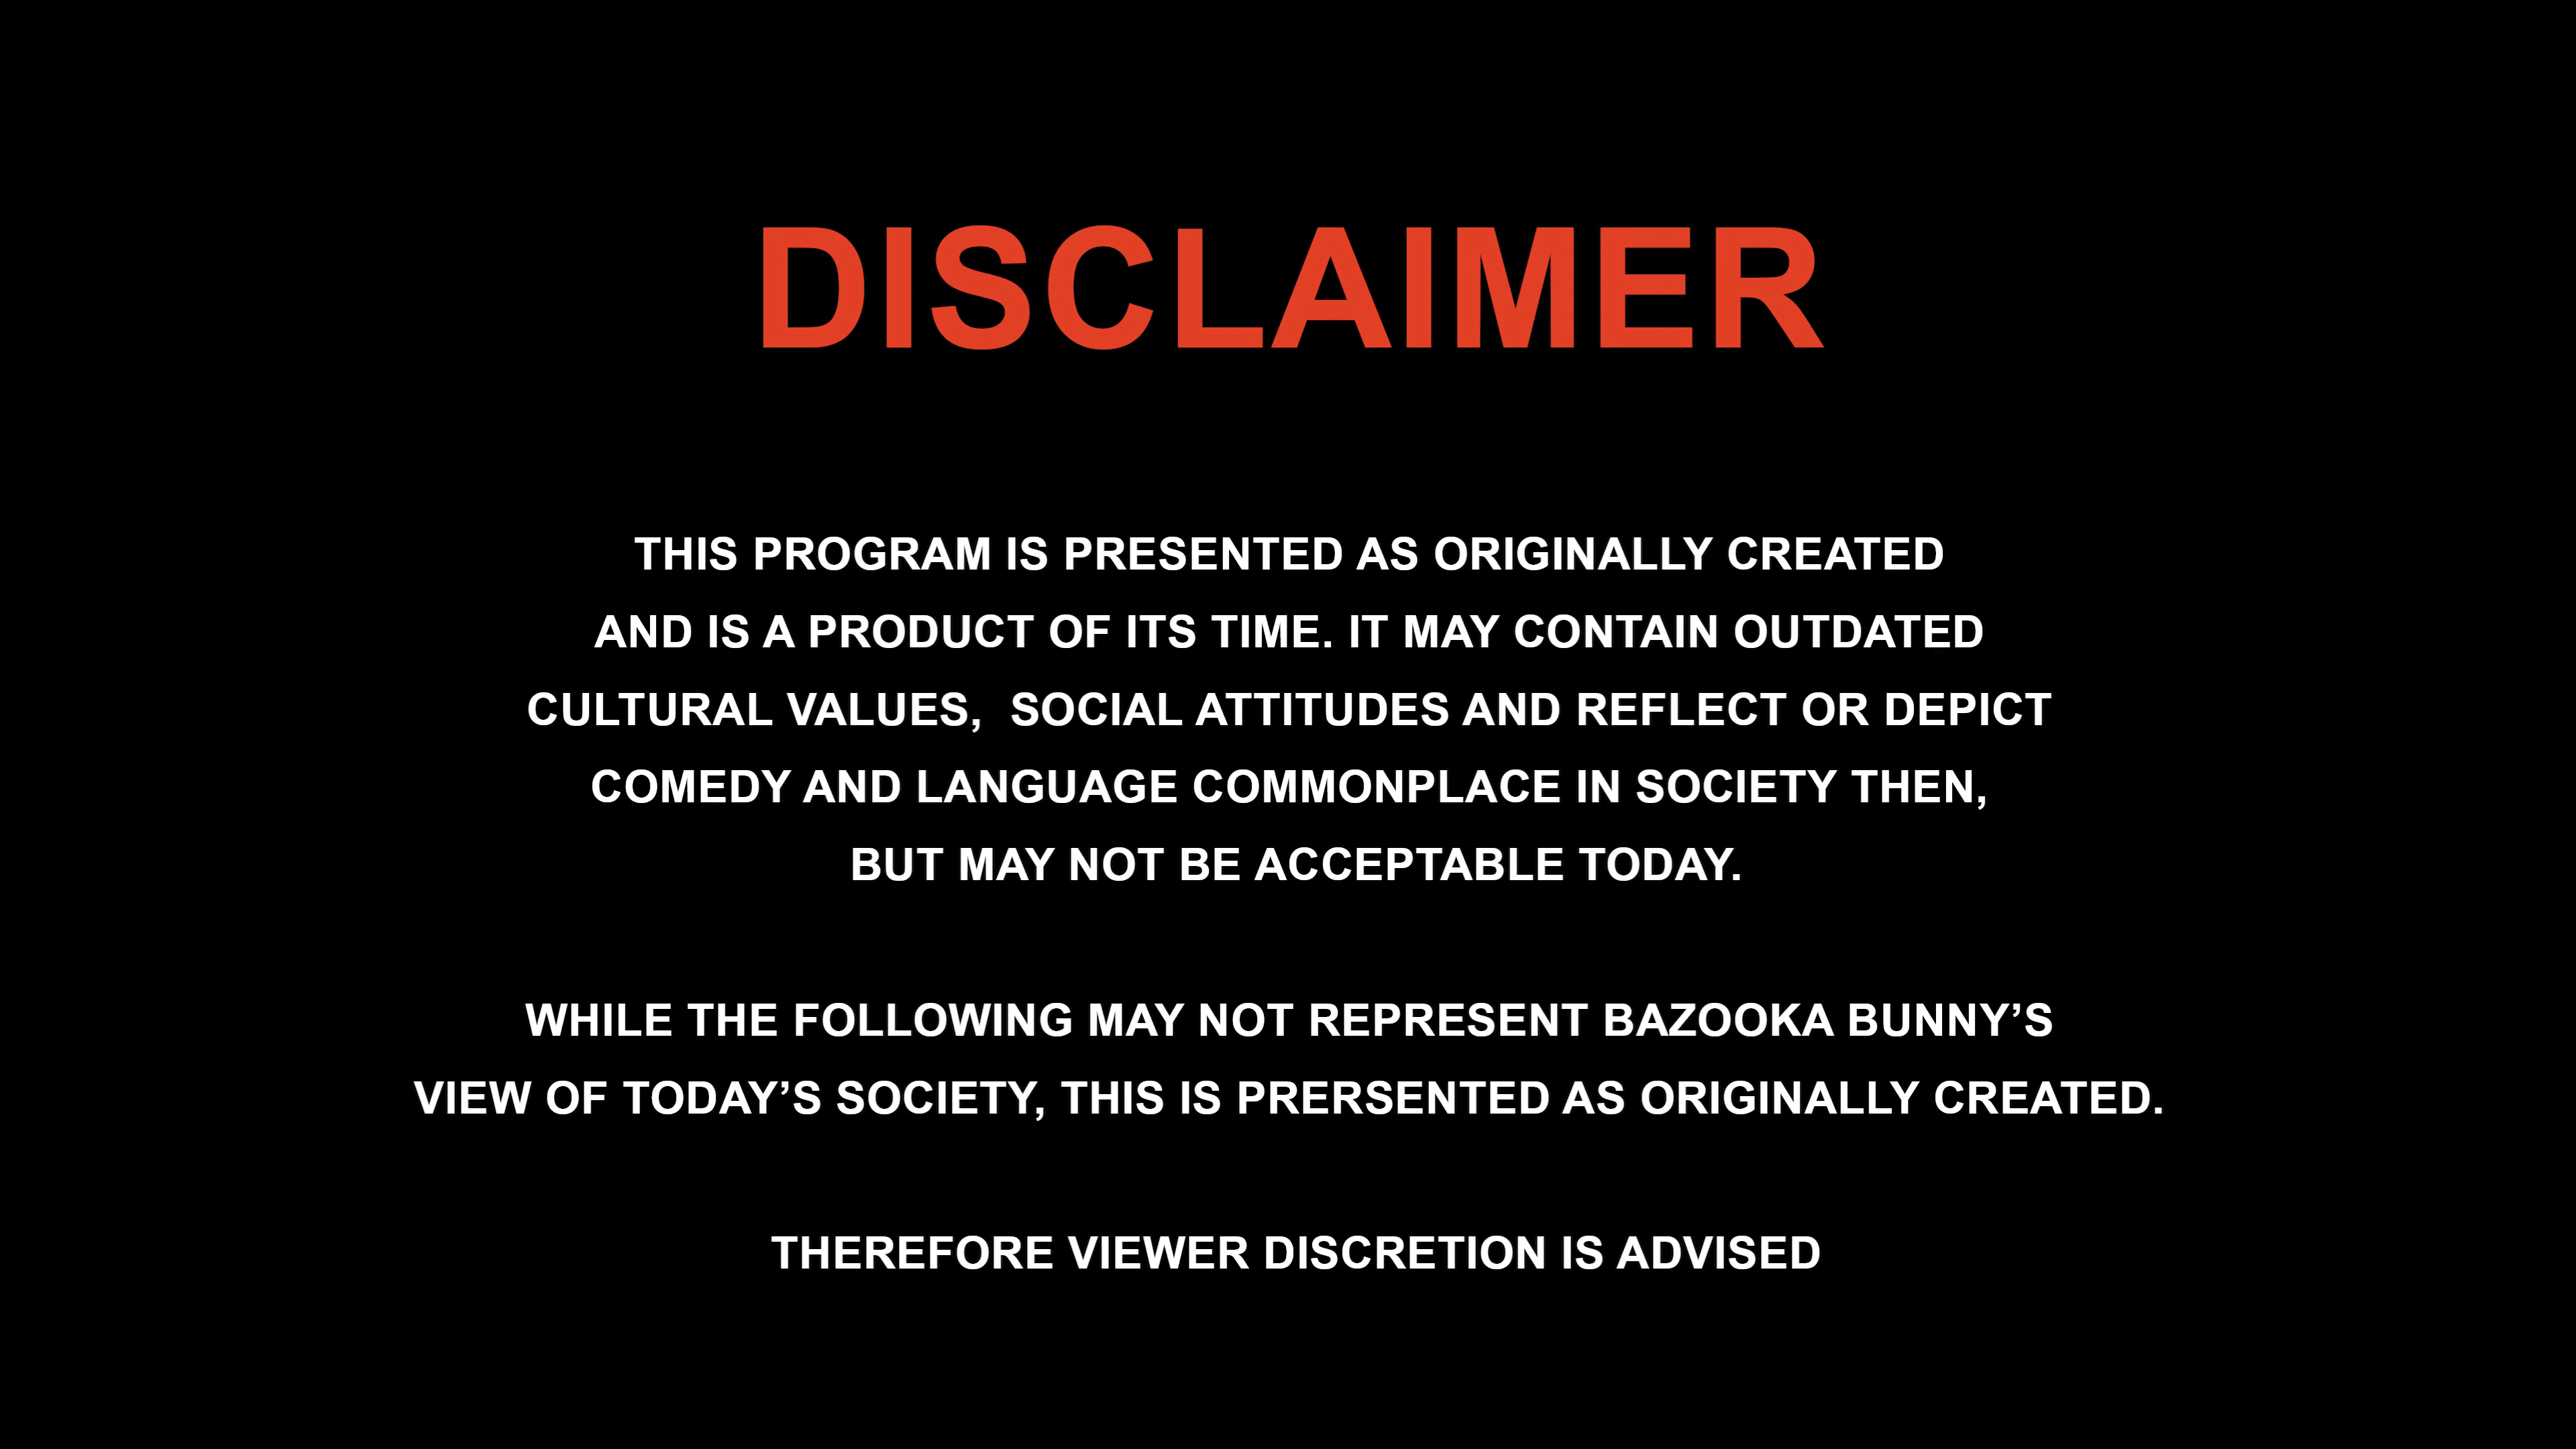 DISCLAIMER
THIS PROGRAM IS PRESENTED AS ORIGINALLY CREATED
AND IS A PRODUCT OF ITS TIME. IT MAY CONTAIN OUTDATED
CULTURAL VALUES,  SOCIAL ATTITUDES AND REFLECT OR DEPICT
COMEDY AND LANGUAGE COMMONPLACE IN SOCIETY THEN,
BUT MAY NOT BE ACCEPTABLE TODAY.
WHILE THE FOLLOWING MAY NOT REPRESENT BAZOOKA BUNNY’S
VIEW OF TODAY’S SOCIETY, THIS IS PRERSENTED AS ORIGINALLY CREATED.
THEREFORE VIEWER DISCRETION IS ADVISED